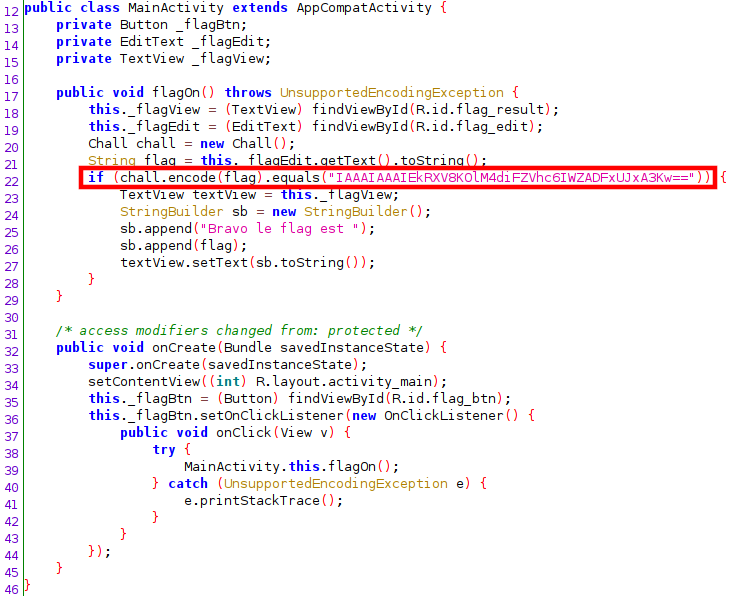 12 public class MainActivity extends AppCompatActivity {
13 private Button _flagBtn;
14 private EditText _flagEdit;
15 private TextView _flagView;
16
17 public void flagOn() throws UnsupportedEncodingException {
18 this._flagView = (TextView) findViewById(R.id.flag_result);
19 this._flagEdit = (EditText) findViewById(R.id.flag_edit);
20 Chall chall = new Chall();
21 String flag = this._flagEdit.getText().toString();
22 if (chall.encode(flag).equals("IAAAIAAAIEkRXV8KOlM4diFZVhc6IWZADFxUJxA3Kw==")) {
23 TextView textView = this._flagView;
24 StringBuilder sb = new StringBuilder();
25 sb.append("Bravo le flag est ");
26 sb.append(flag);
27 textView.setText(sb.toString());
28 }
29 }
30
31 /* access modifiers changed from: protected */
32 public void onCreate(Bundle savedInstanceState) {
33 super.onCreate(savedInstanceState);
34 setContentView((int) R.layout.activity_main);
35 this._flagBtn = (Button) findViewById(R.id.flag_btn);
36 this._flagBtn.setOnClickListener(new OnClickListener() {
37 public void onClick(View v) {
38 try {
39 MainActivity.this.flagOn();
40 } catch (UnsupportedEncodingException e) {
41 e.printStackTrace();
42 }
43 }
44 });
45 }
46 }